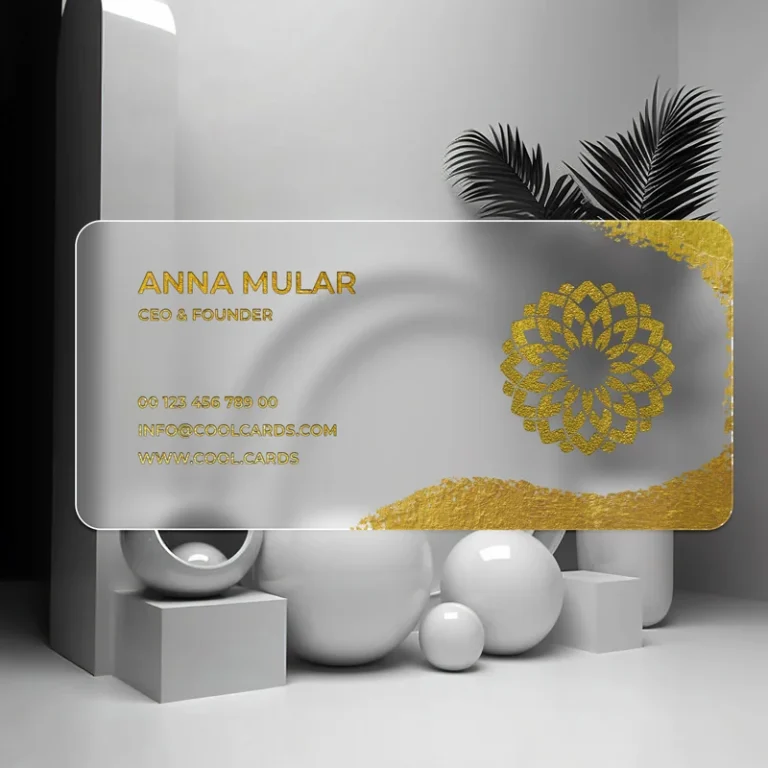 ANNA MULAR
CEO & FOUNDER
00 123 456 789 00
INFO@COOLCARDS.COM
WWW.COOL.CARDS